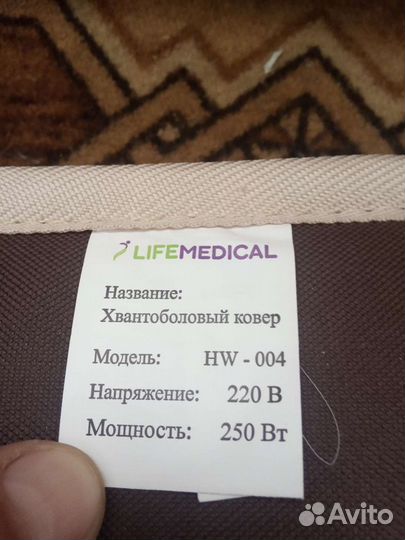 LIFEMEDICAL
Название:
Хвантоболовый ковер
Модель: HW - 004
Напряжение: 220 В
Мощность: 250 Вт
Avito